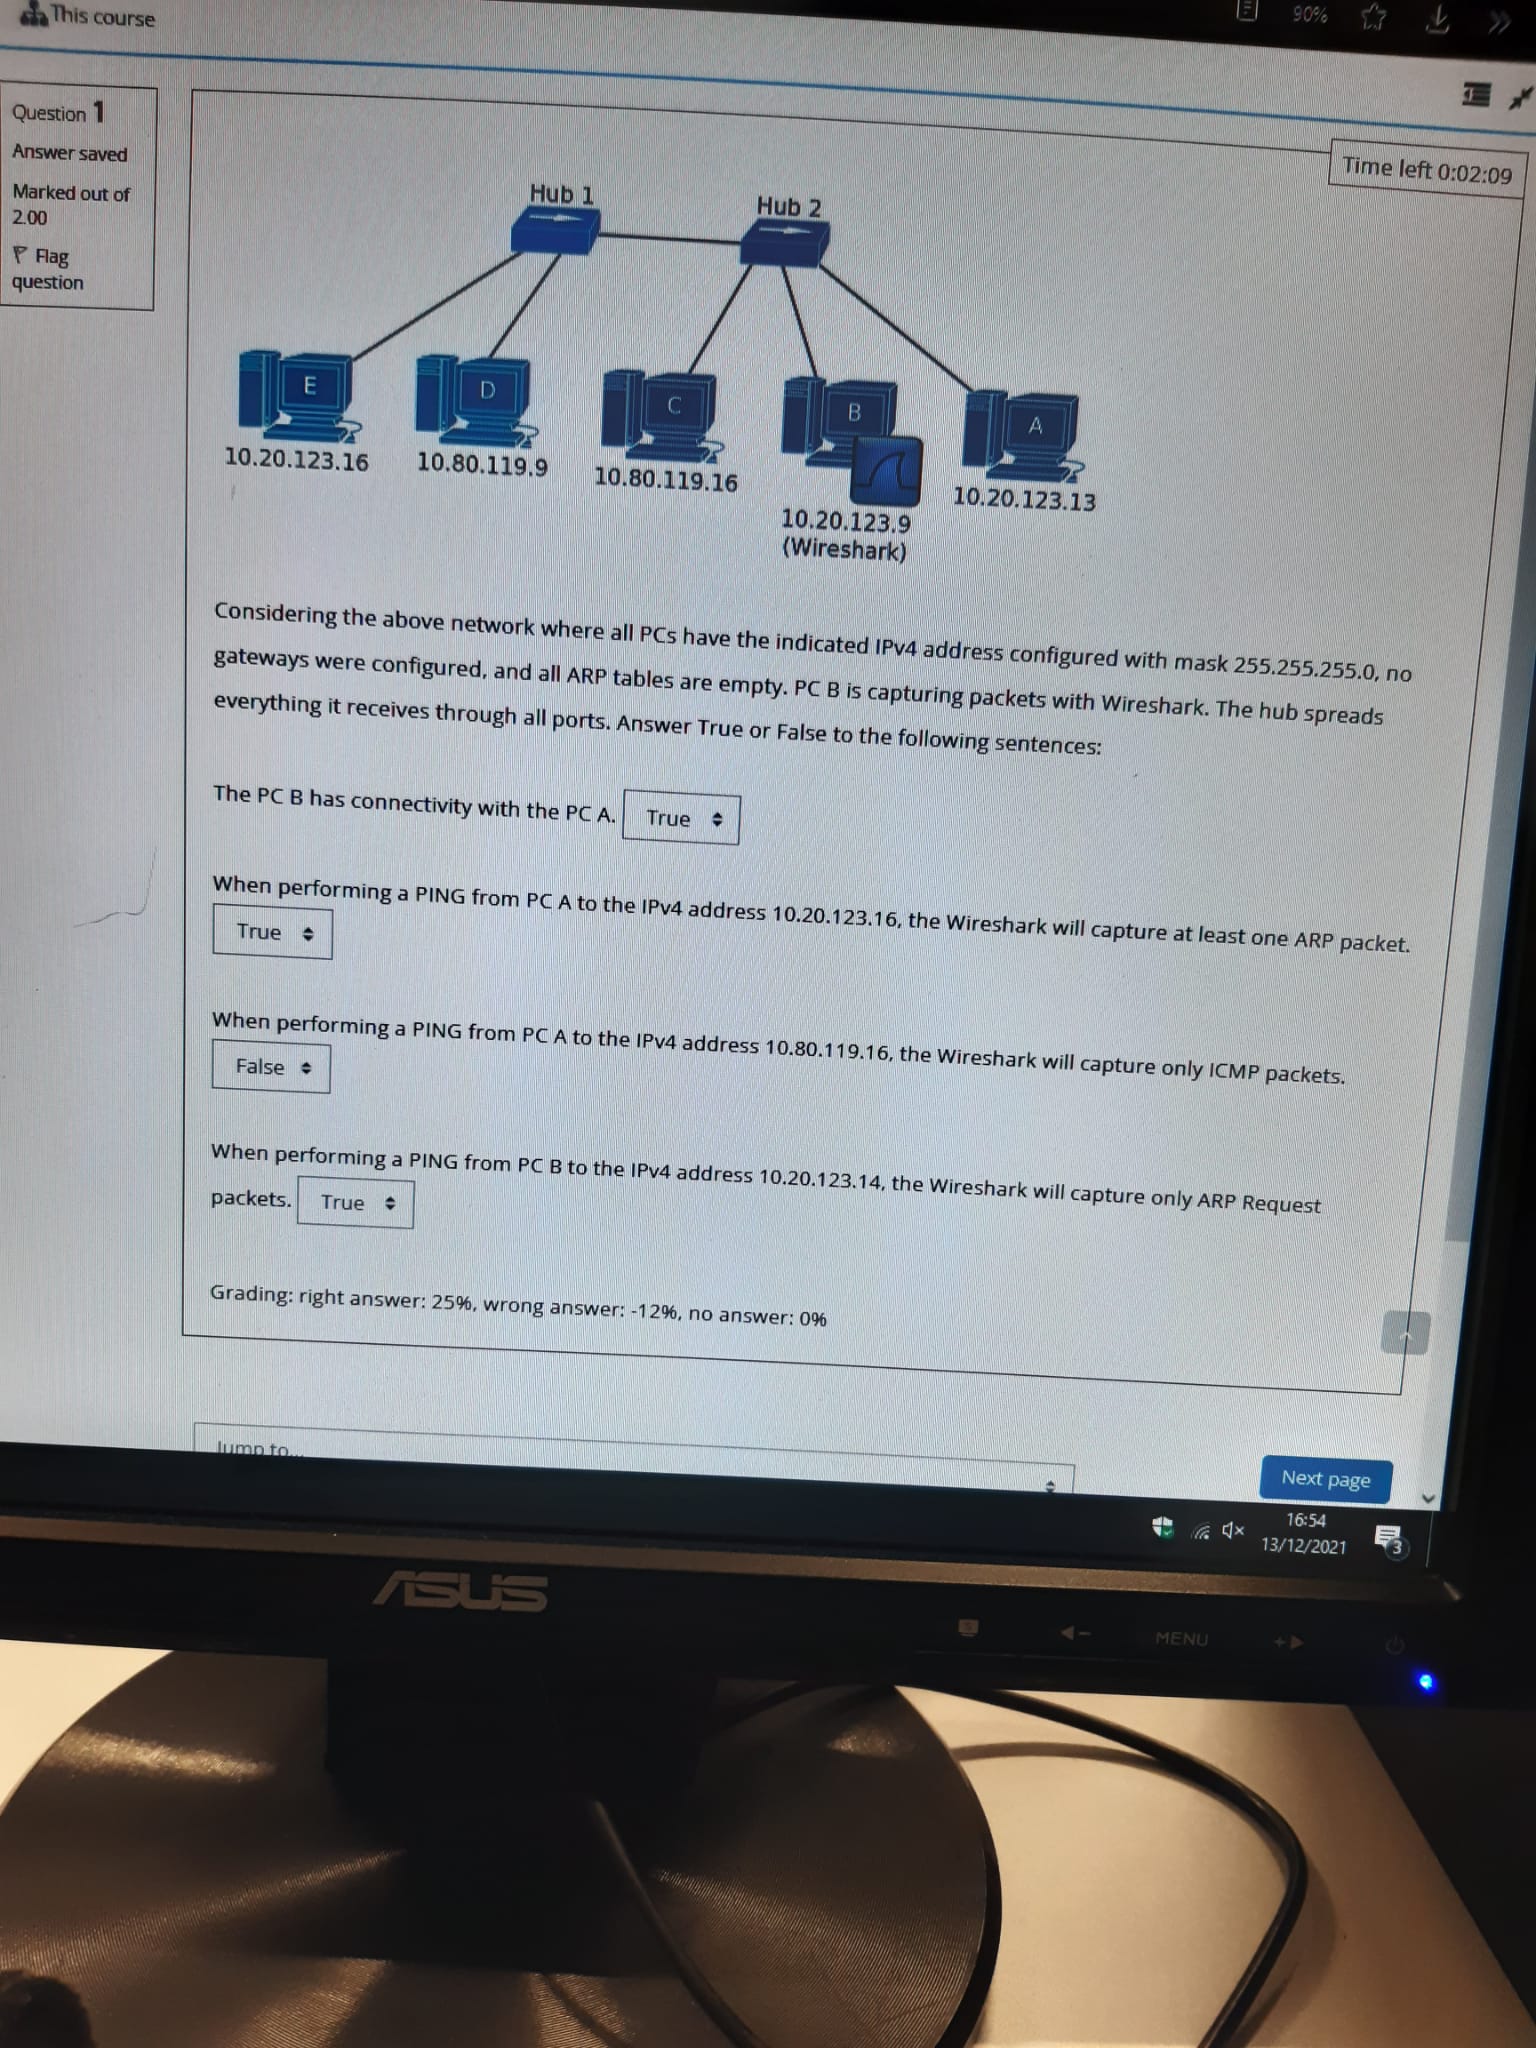 This course
90%
Question 1
Answer saved
Marked out of
2.00
Flag
question
Time left 0:02:09
Hub 1
Hub 2
E
D
C
B
A
10.20.123.16
10.80.119.9
10.80.119.16
10.20.123.9
(Wireshark)
10.20.123.13
Considering the above network where all PCs have the indicated IPv4 address configured with mask 255.255.255.0, no
gateways were configured, and all ARP tables are empty. PC B is capturing packets with Wireshark. The hub spreads
everything it receives through all ports. Answer True or False to the following sentences:
The PC B has connectivity with the PC A. True
When performing a PING from PC A to the IPv4 address 10.20.123.16, the Wireshark will capture at least one ARP packet.
True
When performing a PING from PC A to the IPv4 address 10.80.119.16, the Wireshark will capture only ICMP packets.
False
When performing a PING from PC B to the IPv4 address 10.20.123.14, the Wireshark will capture only ARP Request
packets. True
Grading: right answer: 25%, wrong answer: -12%, no answer: 0%
Jump to...
Next page
16:54
13/12/2021
3
ASUS
MENU